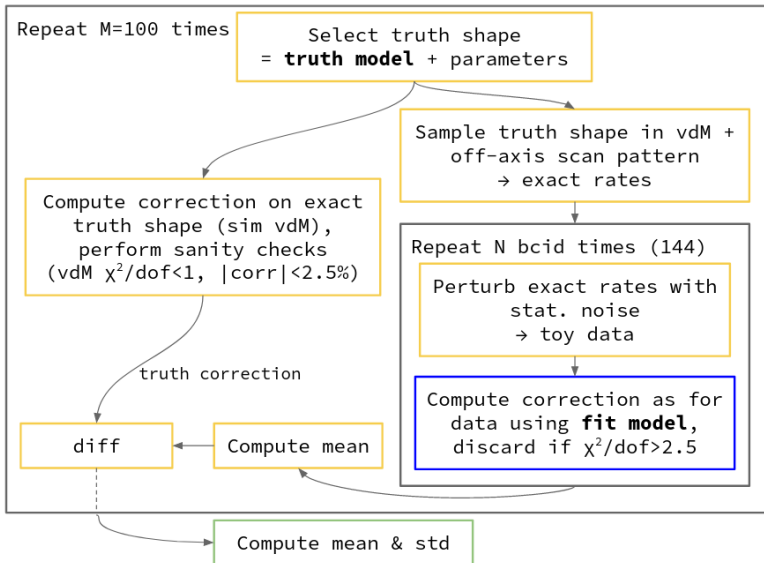 Repeat M=100 times
Select truth shape
= truth model + parameters
Sample truth shape in vdM +
off-axis scan pattern
→ exact rates
Compute correction on exact
truth shape (sim vdM),
perform sanity checks
(vdM χ²/dof<1, |corr|<2.5%)
Repeat N bcid times (144)
Perturb exact rates with
stat. noise
→ toy data
truth correction
Compute correction as for
data using fit model,
discard if χ²/dof>2.5
diff
Compute mean
Compute mean & std